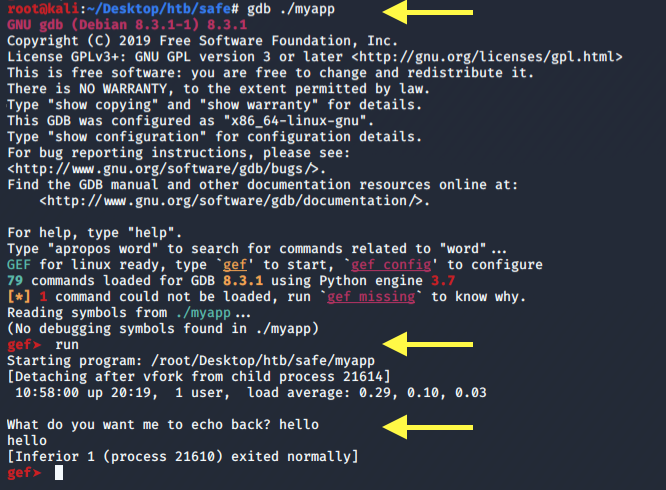 root@kali:~/Desktop/htb/safe# gdb ./myapp
GNU gdb (Debian 8.3.1-1) 8.3.1
Copyright (C) 2019 Free Software Foundation, Inc.
License GPLv3+: GNU GPL version 3 or later <http://gnu.org/licenses/gpl.html>
This is free software: you are free to change and redistribute it.
There is NO WARRANTY, to the extent permitted by law.
Type "show copying" and "show warranty" for details.
This GDB was configured as "x86_64-linux-gnu".
Type "show configuration" for configuration details.
For bug reporting instructions, please see:
<http://www.gnu.org/software/gdb/bugs/>.
Find the GDB manual and other documentation resources online at:
    <http://www.gnu.org/software/gdb/documentation/>.

For help, type "help".
Type "apropos word" to search for commands related to "word"...
GEF for linux ready, type `gef' to start, `gef config' to configure
79 commands loaded for GDB 8.3.1 using Python engine 3.7
[*] 1 command could not be loaded, run `gef missing` to know why.
Reading symbols from ./myapp...
(No debugging symbols found in ./myapp)
gef➤  run
Starting program: /root/Desktop/htb/safe/myapp
[Detaching after vfork from child process 21614]
 10:58:00 up 20:19,  1 user,  load average: 0.29, 0.10, 0.03

What do you want me to echo back? hello
hello
[Inferior 1 (process 21610) exited normally]
gef➤